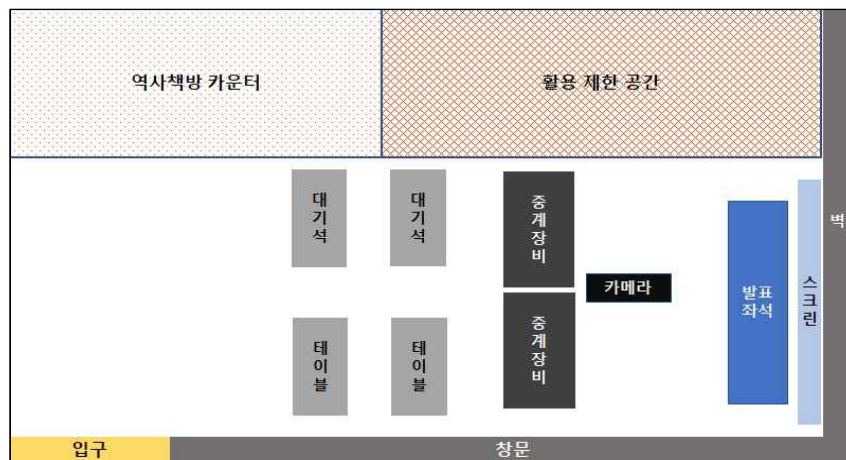 역사책방 카운터
활용 제한 공간
대기석
대기석
중계장비
벽
카메라
발표
좌석
스크린
테이블
테이블
중계장비
입구
창문